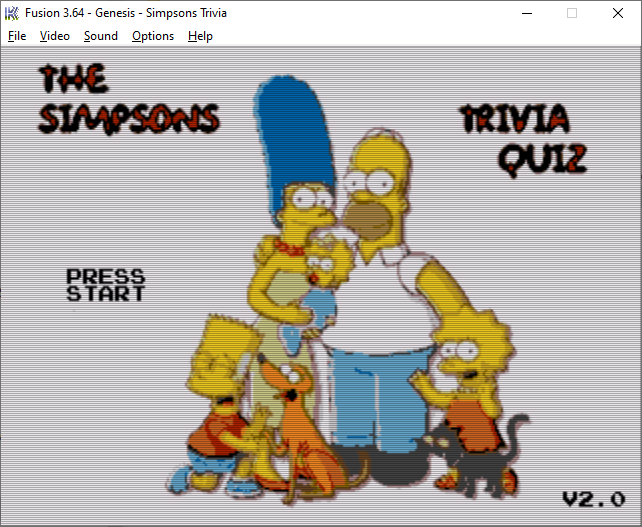 Fusion 3.64 - Genesis - Simpsons Trivia
File Video Sound Options Help
THE
SIMPSONS
TRIVIA
QUIZ
PRESS
START
V2.0